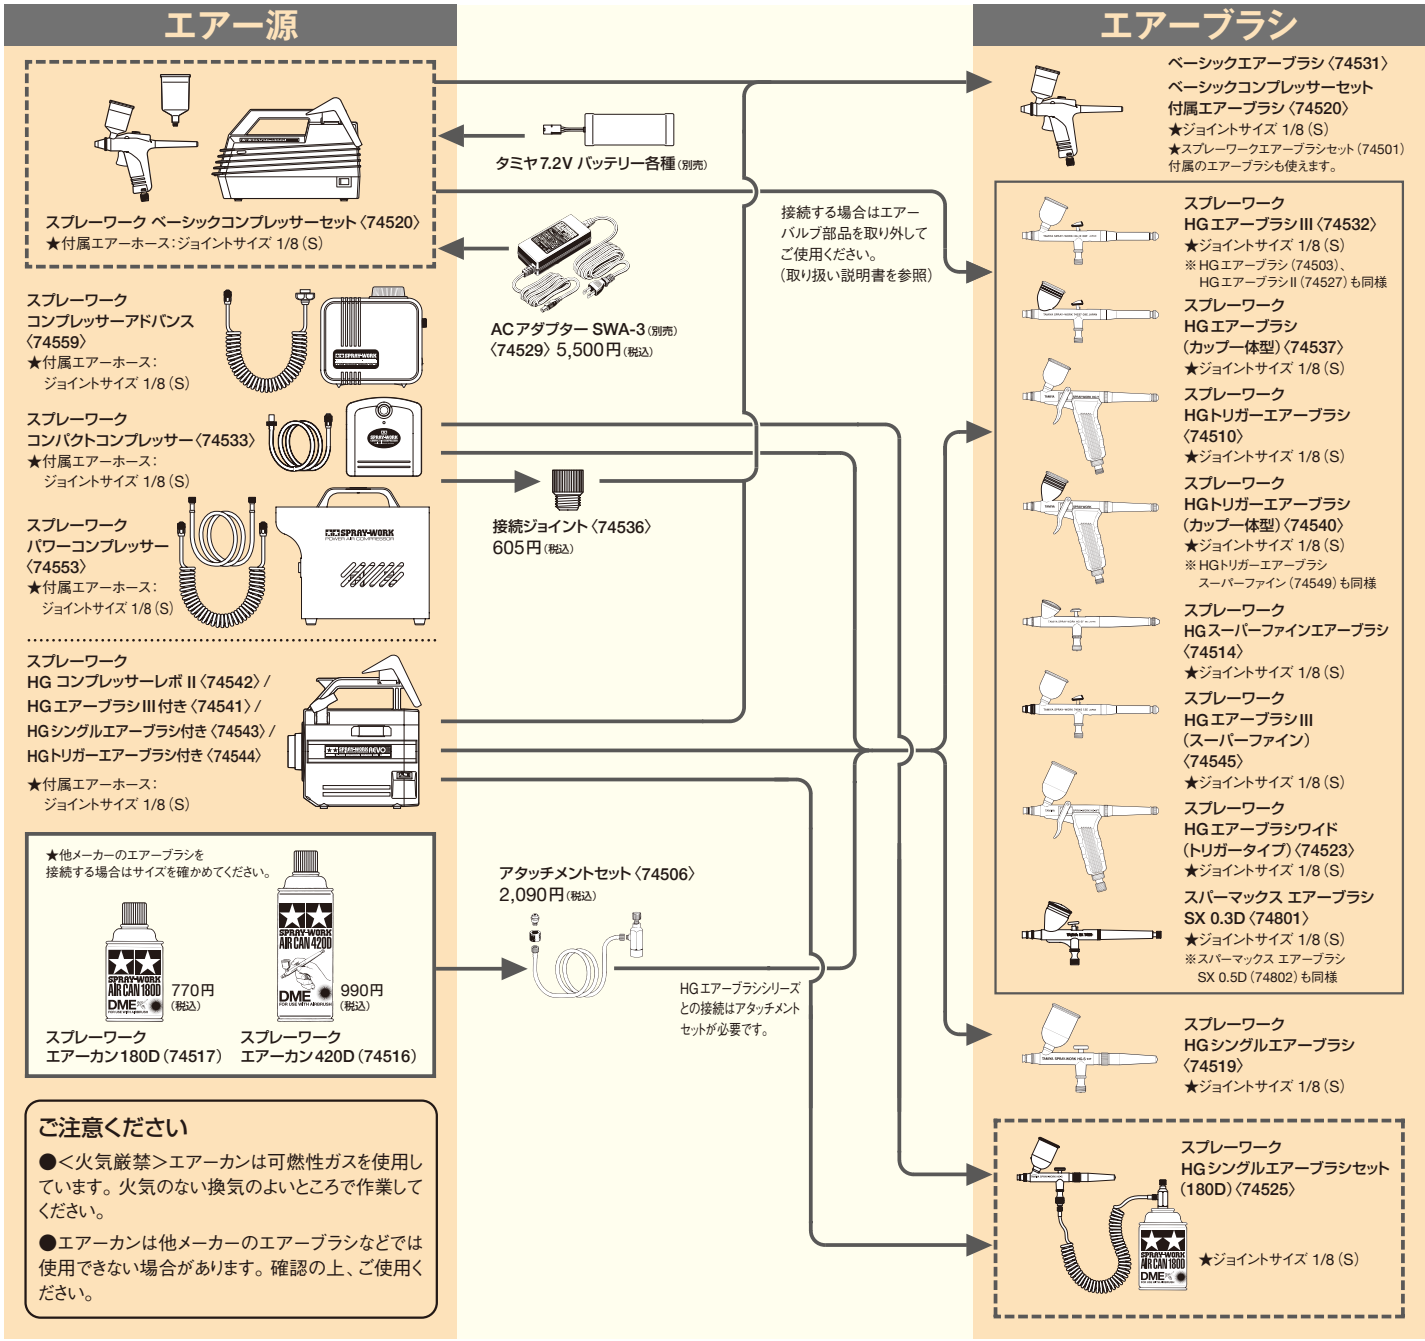 エアー源
スプレーワーク ベーシックコンプレッサーセット〈74520〉
★付属エアーホース：ジョイントサイズ 1/8（S）
スプレーワーク
コンプレッサーアドバンス
〈74559〉
★付属エアーホース：
ジョイントサイズ 1/8（S）
SPRAY-WORK
スプレーワーク
コンパクトコンプレッサー〈74533〉
★付属エアーホース：
ジョイントサイズ 1/8（S）
SPRAY-WORK
スプレーワーク
パワーコンプレッサー
〈74553〉
★付属エアーホース：
ジョイントサイズ 1/8（S）
SPRAY-WORK
POWER AIR COMPRESSOR
スプレーワーク
HG コンプレッサーレボ II〈74542〉/
HGエアーブラシIII付き〈74541〉/
HGシングルエアーブラシ付き〈74543〉/
HGトリガーエアーブラシ付き〈74544〉
★付属エアーホース：
ジョイントサイズ 1/8（S）
SPRAY-WORK REVO
★他メーカーのエアーブラシを
接続する場合はサイズを確かめてください。
SPRAY-WORK
AIR CAN 180D
DME
770円
（税込）
スプレーワーク
エアーカン180D（74517）
SPRAY-WORK
AIR CAN 420D
DME
FOR USE WITH AIRBRUSH
990円
（税込）
スプレーワーク
エアーカン420D（74516）
ご注意ください
●＜火気厳禁＞エアーカンは可燃性ガスを使用し
ています。火気のない換気のよいところで作業して
ください。
●エアーカンは他メーカーのエアーブラシなどでは
使用できない場合があります。確認の上、ご使用く
ださい。
タミヤ7.2V バッテリー各種（別売）
ACアダプター SWA-3（別売）
〈74529〉5,500円（税込）
接続する場合はエアー
バルブ部品を取り外して
ご使用ください。
（取り扱い説明書を参照）
接続ジョイント〈74536〉
605円（税込）
アタッチメントセット〈74506〉
2,090円（税込）
HGエアーブラシシリーズ
との接続はアタッチメント
セットが必要です。
エアーブラシ
ベーシックエアーブラシ〈74531〉
ベーシックコンプレッサーセット
付属エアーブラシ〈74520〉
★ジョイントサイズ 1/8（S）
★スプレーワークエアーブラシセット（74501）
付属のエアーブラシも使えます。
スプレーワーク
HGエアーブラシIII〈74532〉
★ジョイントサイズ 1/8（S）
※HGエアーブラシ（74503）、
HGエアーブラシII（74527）も同様
スプレーワーク
HGエアーブラシ
（カップ一体型）〈74537〉
★ジョイントサイズ 1/8（S）
スプレーワーク
HGトリガーエアーブラシ
〈74510〉
★ジョイントサイズ 1/8（S）
スプレーワーク
HGトリガーエアーブラシ
（カップ一体型）〈74540〉
★ジョイントサイズ 1/8（S）
※HGトリガーエアーブラシ
スーパーファイン（74549）も同様
スプレーワーク
HGスーパーファインエアーブラシ
〈74514〉
★ジョイントサイズ 1/8（S）
スプレーワーク
HGエアーブラシIII
（スーパーファイン）
〈74545〉
★ジョイントサイズ 1/8（S）
スプレーワーク
HGエアーブラシワイド
（トリガータイプ）〈74523〉
★ジョイントサイズ 1/8（S）
スパーマックス エアーブラシ
SX 0.3D〈74801〉
★ジョイントサイズ 1/8（S）
※スパーマックス エアーブラシ
SX 0.5D（74802）も同様
スプレーワーク
HGシングルエアーブラシ
〈74519〉
★ジョイントサイズ 1/8（S）
スプレーワーク
HGシングルエアーブラシセット
（180D）〈74525〉
SPRAY-WORK
AIR CAN 180D
DME
★ジョイントサイズ 1/8（S）